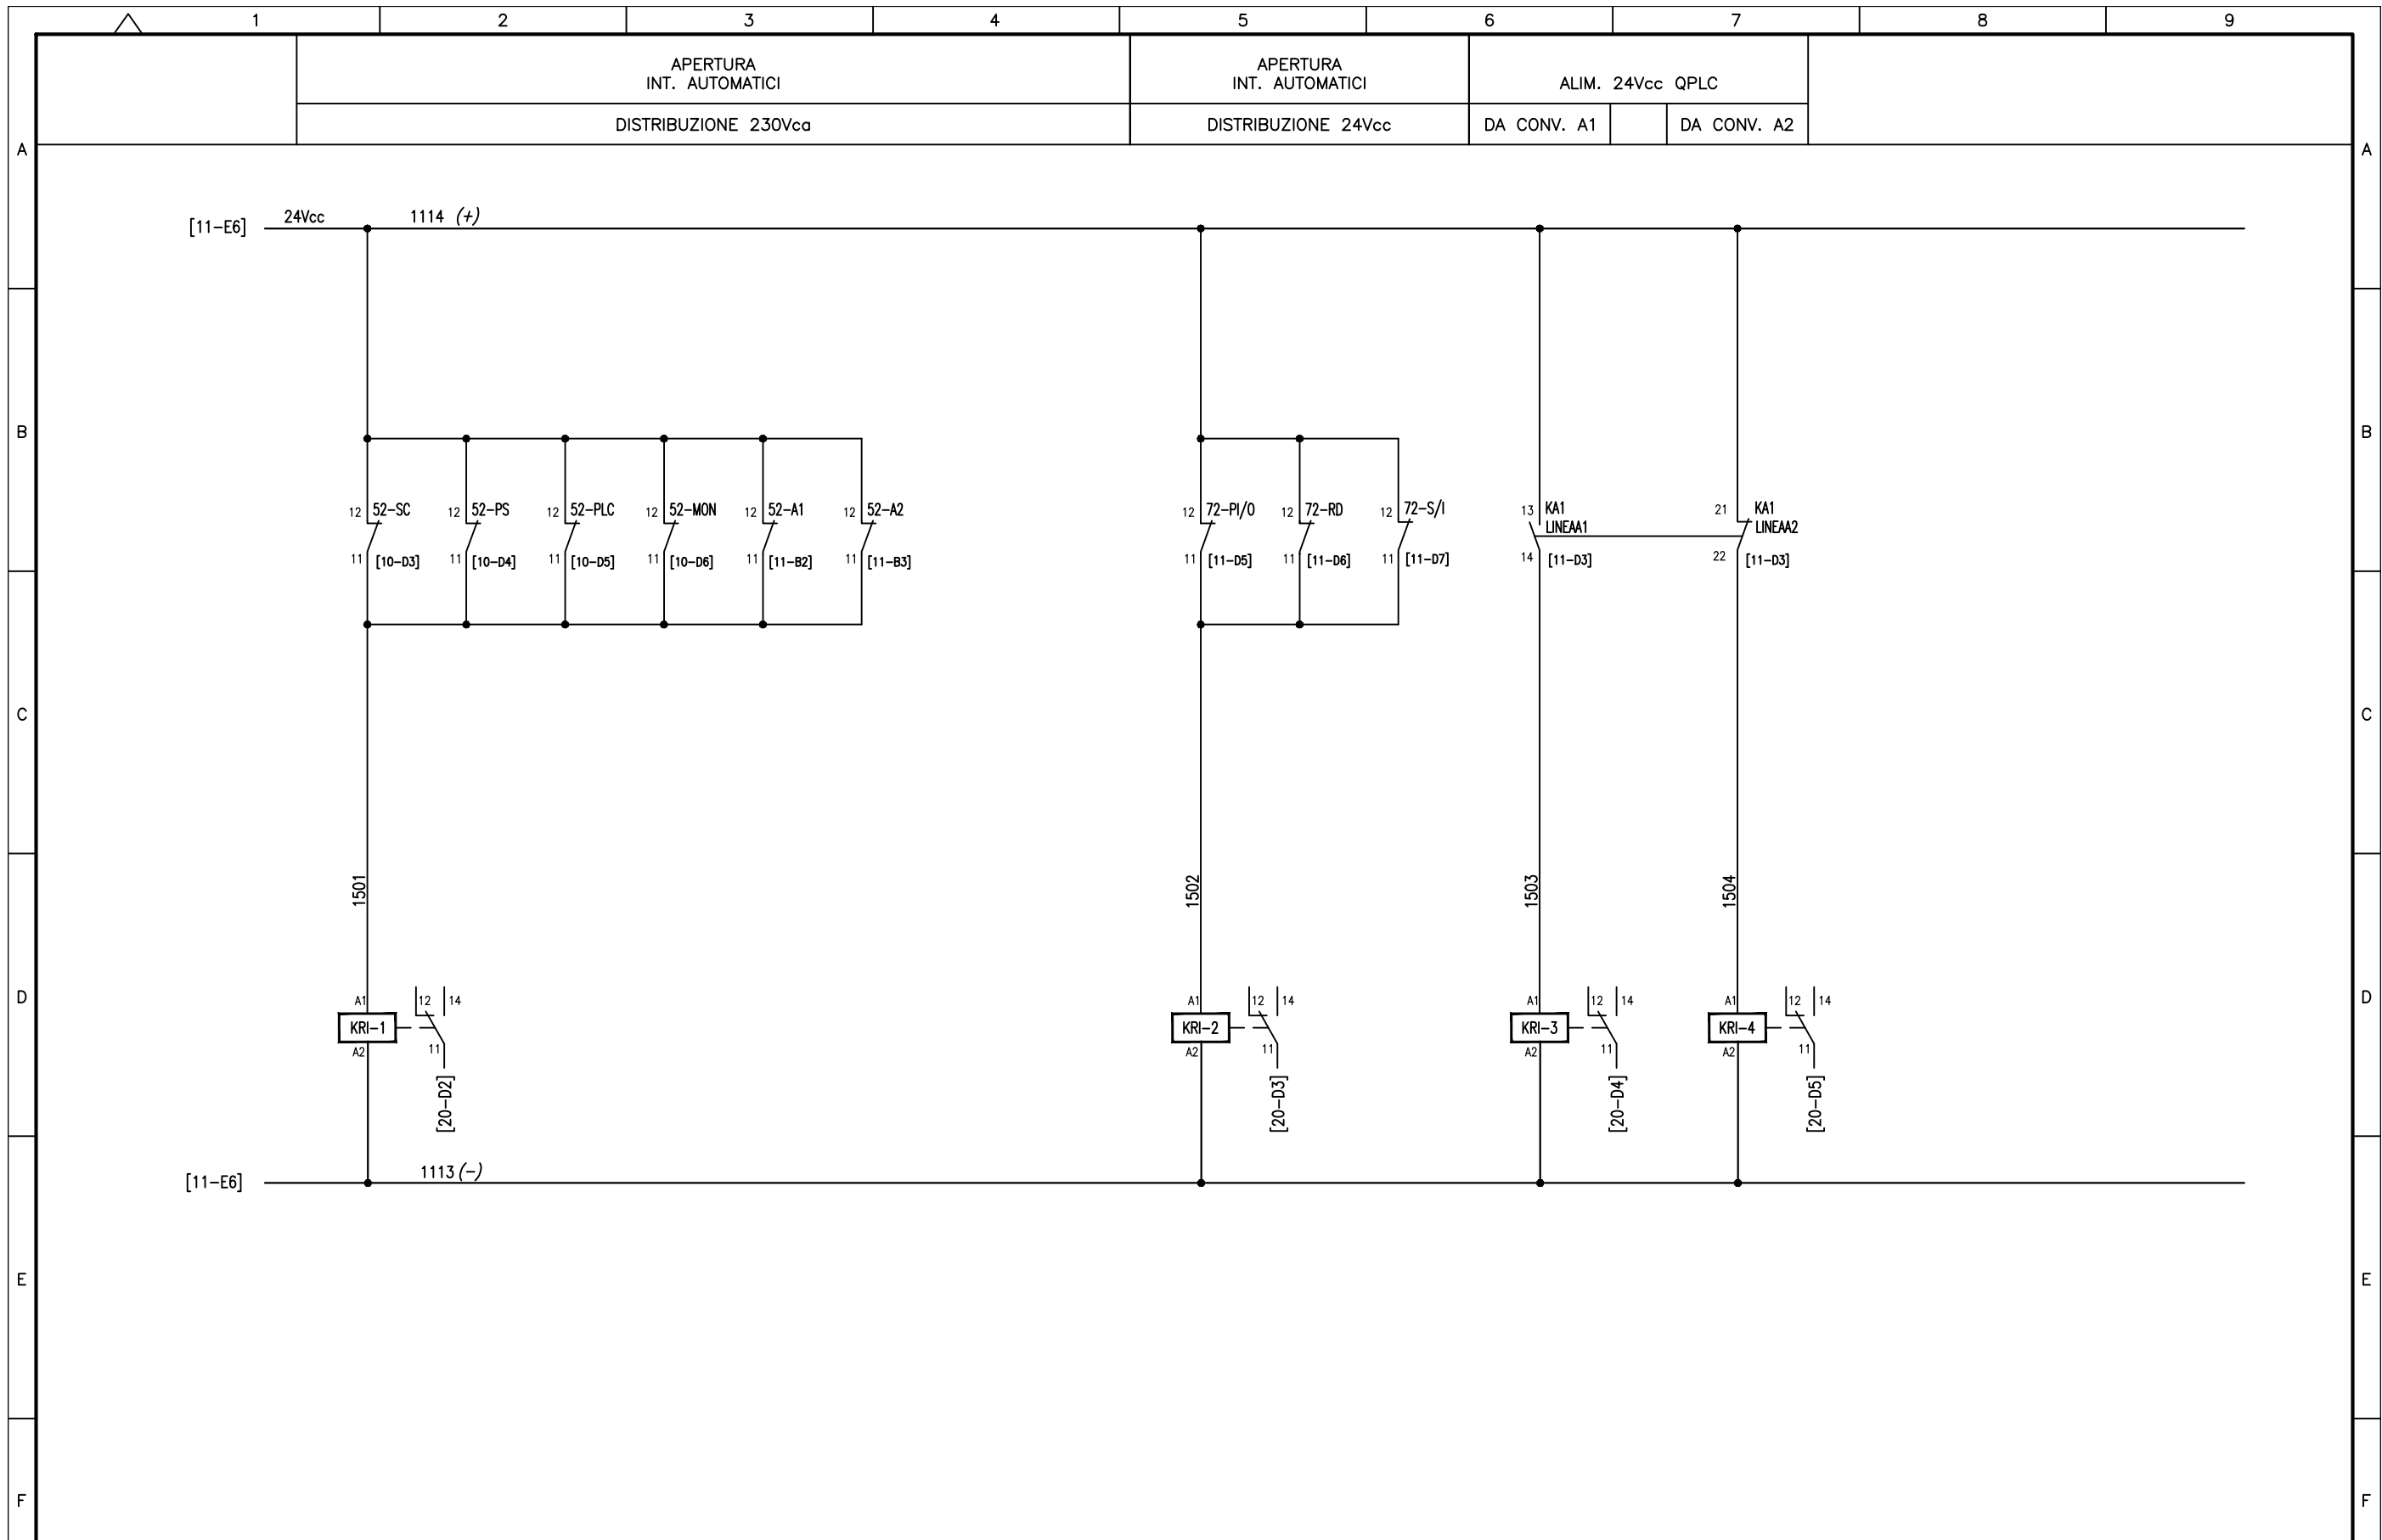 1 2 3 4 5 6 7 8 9
APERTURA
INT. AUTOMATICI
DISTRIBUZIONE 230Vca
APERTURA
INT. AUTOMATICI
DISTRIBUZIONE 24Vcc
ALIM. 24Vcc QPLC
DA CONV. A1
DA CONV. A2
A A
[11-E6] 24Vcc 1114 (+)
B B
12 52-SC 12 52-PS 12 52-PLC 12 52-MON 12 52-A1 12 52-A2 12 72-PI/O 12 72-RD 12 72-S/I 13 KA1 21 KA1
LINEAA1 LINEAA2
11 [10-D3] 11 [10-D4] 11 [10-D5] 11 [10-D6] 11 [11-B2] 11 [11-B3] 11 [11-D5] 11 [11-D6] 11 [11-D7] 14 [11-D3] 22 [11-D3]
C C
1501 1502 1503 1504
D D
A1 12 14 A1 12 14 A1 12 14 A1 12 14
KRI-1 KRI-2 KRI-3 KRI-4
A2 11 A2 11 A2 11 A2 11
[20-D2] [20-D3] [20-D4] [20-D5]
[11-E6] 1113 (-)
E E
F F